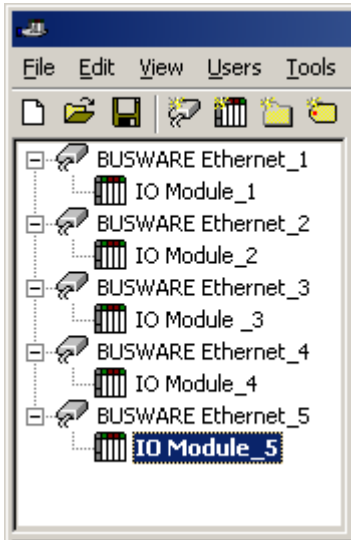 File Edit View Users Tools
BUSWARE Ethernet_1
IO Module_1
BUSWARE Ethernet_2
IO Module_2
BUSWARE Ethernet_3
IO Module _3
BUSWARE Ethernet_4
IO Module_4
BUSWARE Ethernet_5
IO Module_5